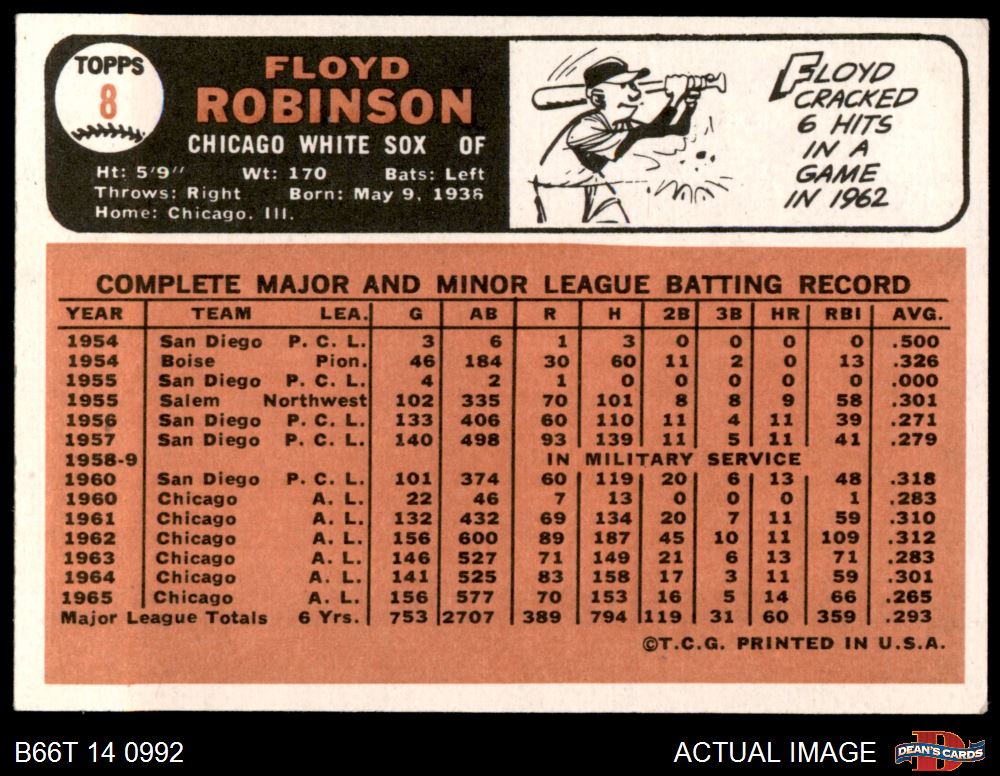 TOPPS
8
FLOYD
ROBINSON
CHICAGO WHITE SOX OF
Ht: 5'9" Wt: 170 Bats: Left
Throws: Right Born: May 9, 1936
Home: Chicago, Ill.
FLOYD
CRACKED
6 HITS
IN A
GAME
IN 1962
COMPLETE MAJOR AND MINOR LEAGUE BATTING RECORD
YEAR TEAM LEA. G AB R H 2B 3B HR RBI AVG.
1954 San Diego P. C. L. 3 6 1 3 0 0 0 0 .500
1954 Boise Pion. 46 184 30 60 11 2 0 13 .326
1955 San Diego P. C. L. 4 2 1 0 0 0 0 0 .000
1955 Salem Northwest 102 335 70 101 8 8 9 58 .301
1956 San Diego P. C. L. 133 406 60 110 11 4 11 39 .271
1957 San Diego P. C. L. 140 498 93 139 11 5 11 41 .279
1958-9 IN MILITARY SERVICE
1960 San Diego P. C. L. 101 374 60 119 20 6 13 48 .318
1960 Chicago A. L. 22 46 7 13 0 0 0 1 .283
1961 Chicago A. L. 132 432 69 134 20 7 11 59 .310
1962 Chicago A. L. 156 600 89 187 45 10 11 109 .312
1963 Chicago A. L. 146 527 71 149 21 6 13 71 .283
1964 Chicago A. L. 141 525 83 158 17 3 11 59 .301
1965 Chicago A. L. 156 577 70 153 16 5 14 66 .265
Major League Totals 6 Yrs. 753 2707 389 794 119 31 60 359 .293
©T.C.G. PRINTED IN U.S.A.
B66T 14 0992
ACTUAL IMAGE
D
DEAN'S CARDS